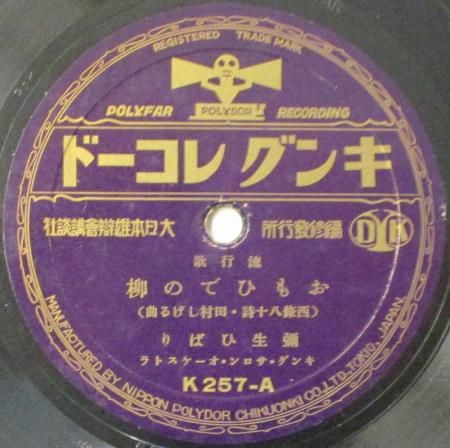 REGISTERED TRADE MARK
POLYFAR POLYDOR RECORDING
キング レコード
DYK 編修發行所 大日本雄辯會講談社
流行歌
おもひでの柳
(西條八十詩・田村しげる曲)
彌生ひばり
キング・サロン・オーケストラ
K257-A
MANUFACTURED BY NIPPON POLYDOR CHIKUONKI CO., LTD. TOKYO, JAPAN.